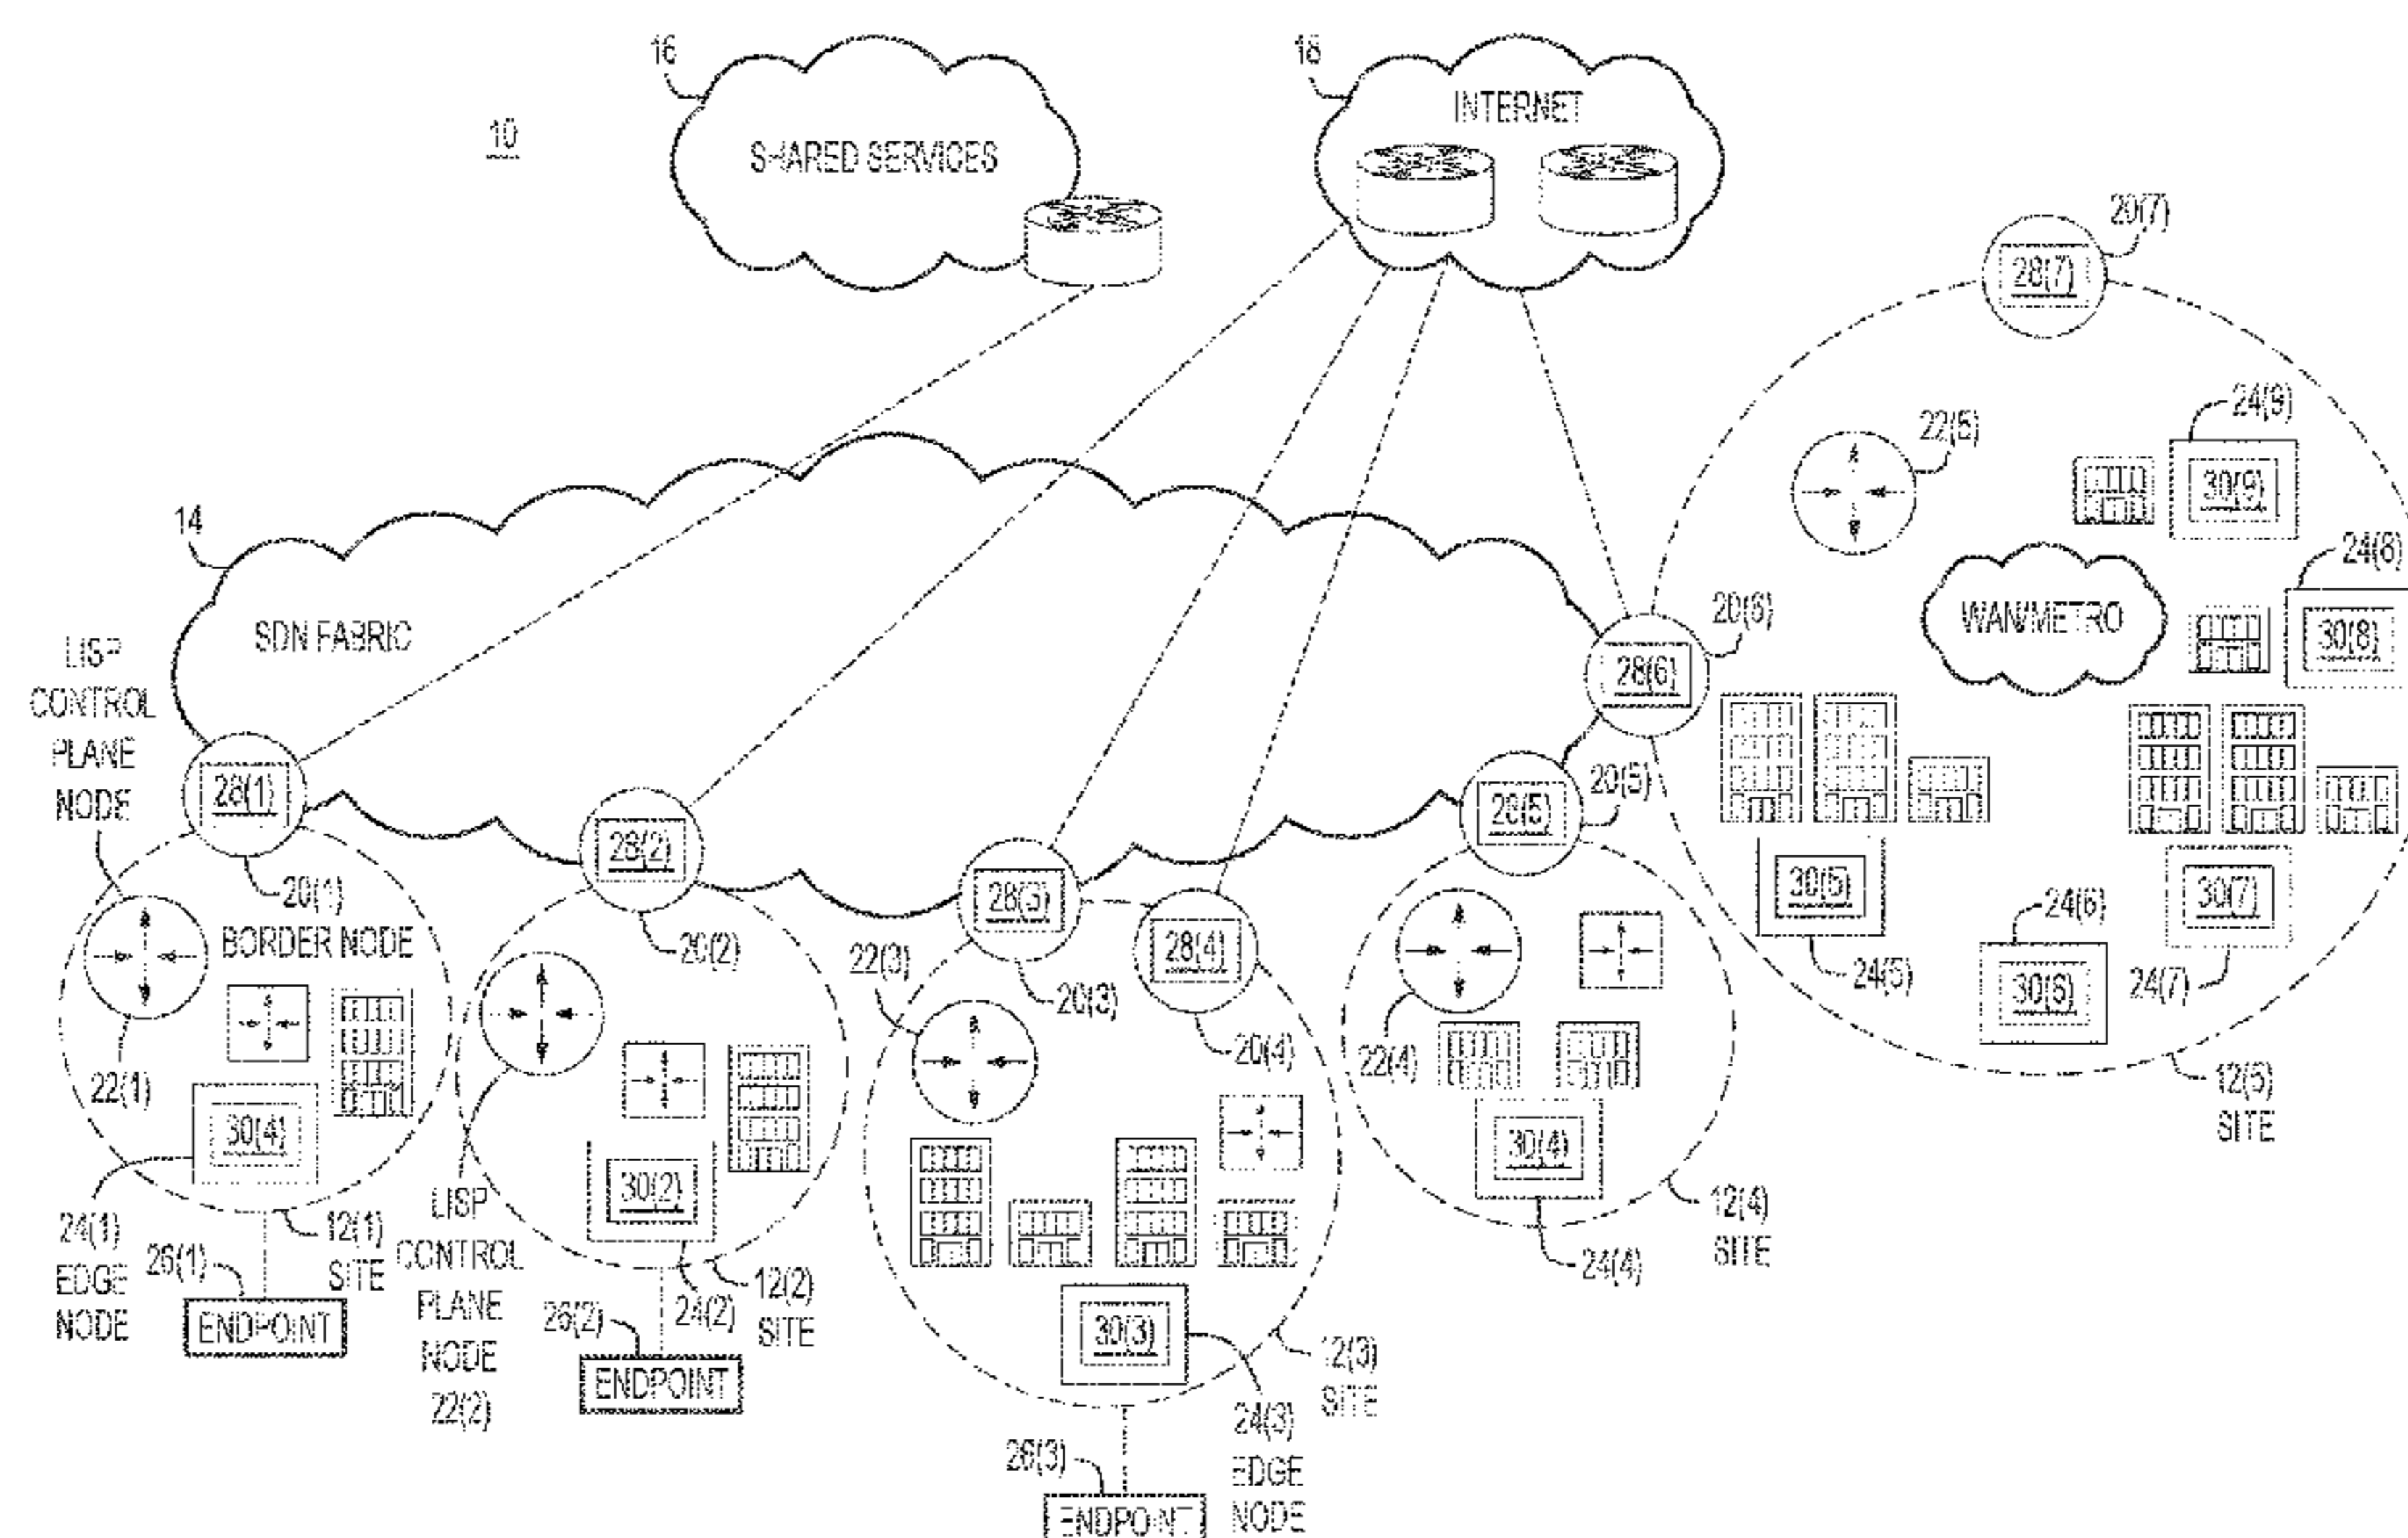 10
16
SHARED SERVICES
18
INTERNET
20(7)
28(7)
22(5)
24(9)
30(9)
24(8)
30(8)
WAN/METRO
14
SDN FABRIC
20(6)
28(6)
LISP
CONTROL
PLANE
NODE
28(1)
20(1)
BORDER NODE
22(1)
30(4)
24(1)
EDGE
NODE
12(1)
SITE
26(1)
ENDPOINT
28(2)
20(2)
30(2)
LISP
CONTROL
PLANE
NODE
22(2)
24(2)
12(2)
SITE
26(2)
ENDPOINT
28(3)
20(3)
22(3)
28(4)
20(4)
30(3)
12(3)
SITE
24(3)
EDGE
NODE
26(3)
ENDPOINT
28(5)
20(5)
22(4)
30(4)
24(4)
12(4)
SITE
30(5)
24(5)
24(6)
30(6)
30(7)
24(7)
12(5)
SITE